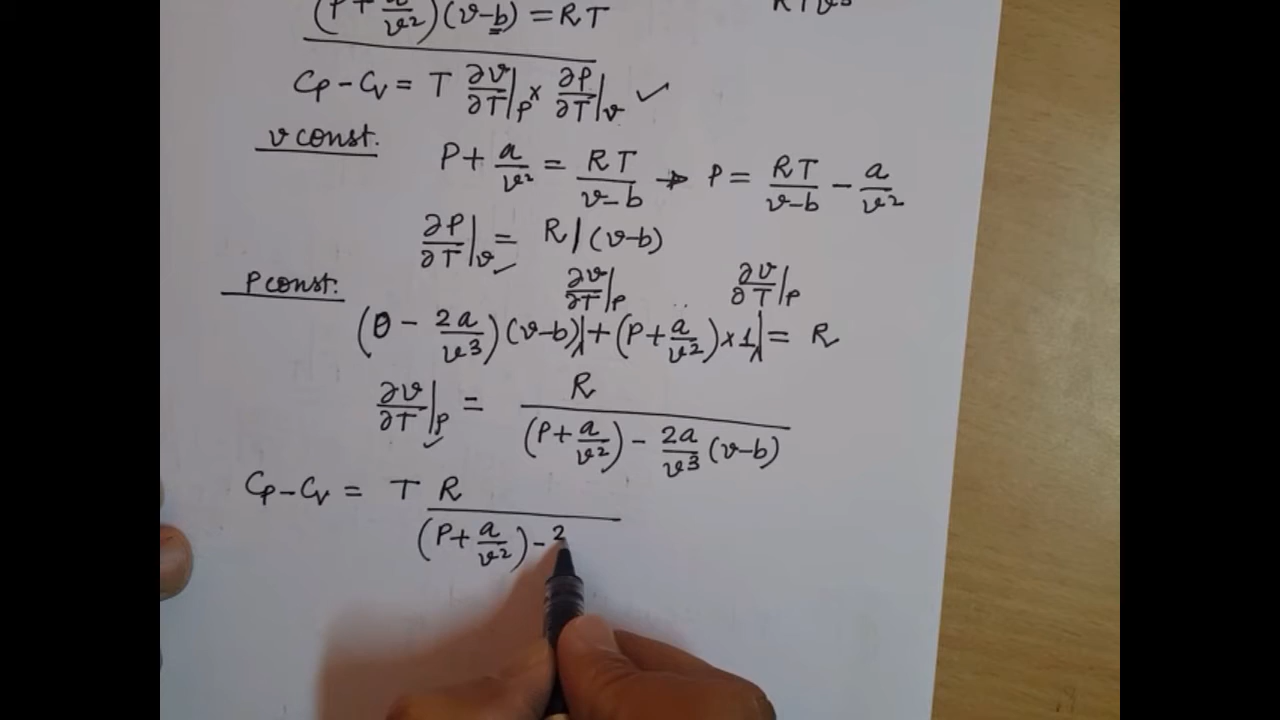 (P + a/v²)(v-b) = RT
Cp - Cv = T ∂v/∂T|p × ∂P/∂T|v ✓
v const.
P + a/v² = RT/v-b → P = RT/v-b - a/v²
∂P/∂T|v = R/(v-b)
∂v/∂T|p ∂v/∂T|p
P const.
(0 - 2a/v³)(v-b) + (P + a/v²) × 1 = R
∂v/∂T|p = R/(P + a/v²) - 2a/v³ (v-b)
Cp - Cv = T R/(P + a/v²) - 2